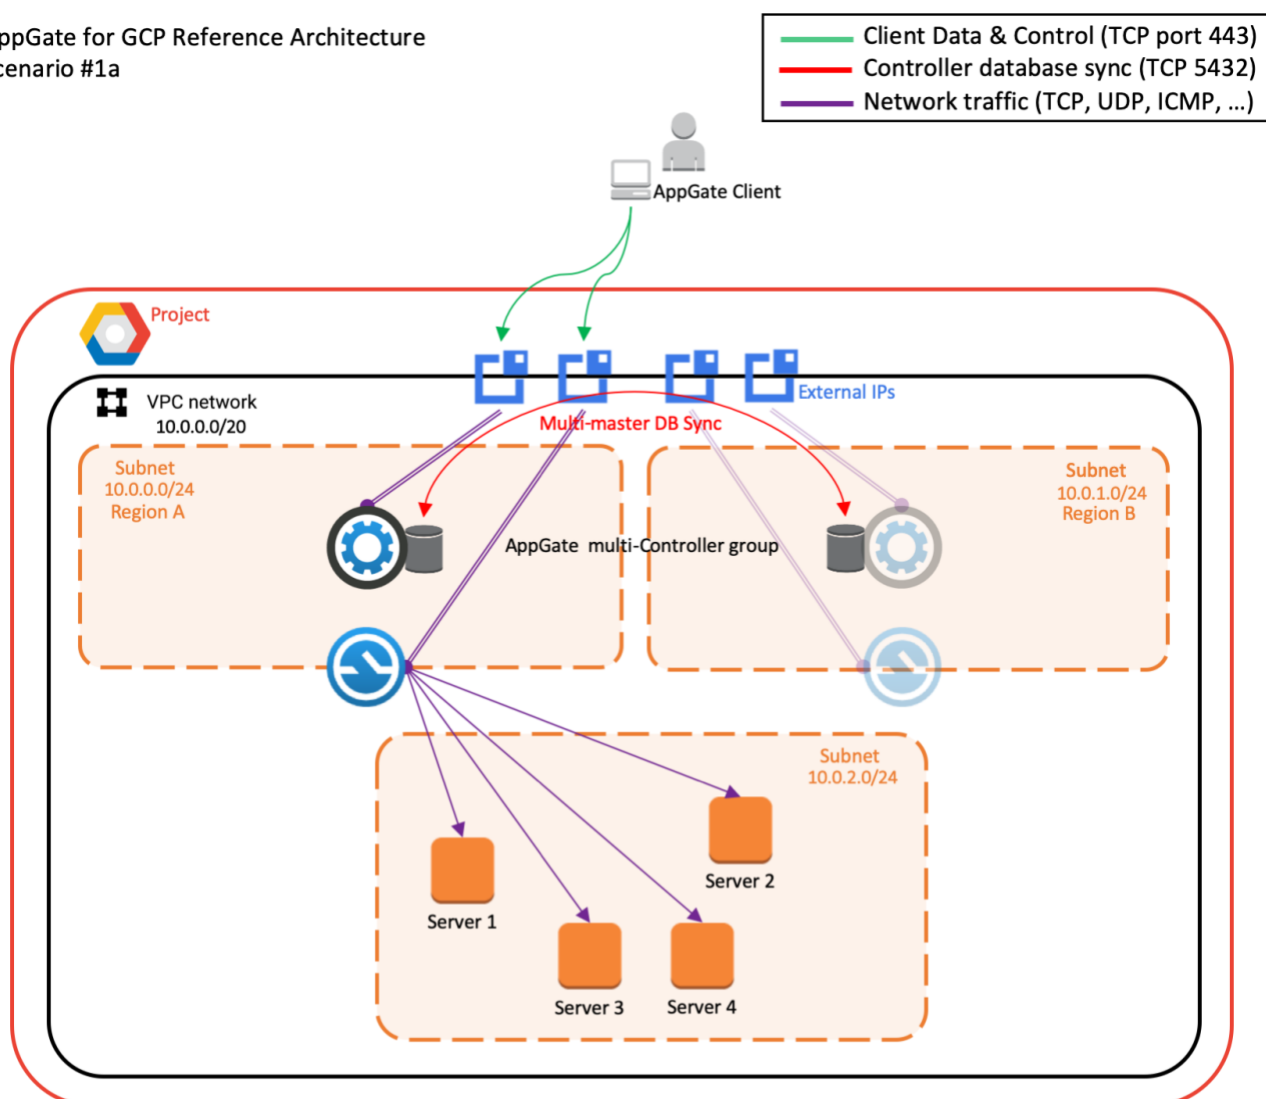 ppGate for GCP Reference Architecture
cenario #1a
Client Data & Control (TCP port 443)
Controller database sync (TCP 5432)
Network traffic (TCP, UDP, ICMP, ...)
AppGate Client
Project
VPC network
10.0.0.0/20
External IPs
Multi-master DB Sync
Subnet
10.0.0.0/24
Region A
Subnet
10.0.1.0/24
Region B
AppGate multi-Controller group
Subnet
10.0.2.0/24
Server 2
Server 1
Server 3
Server 4